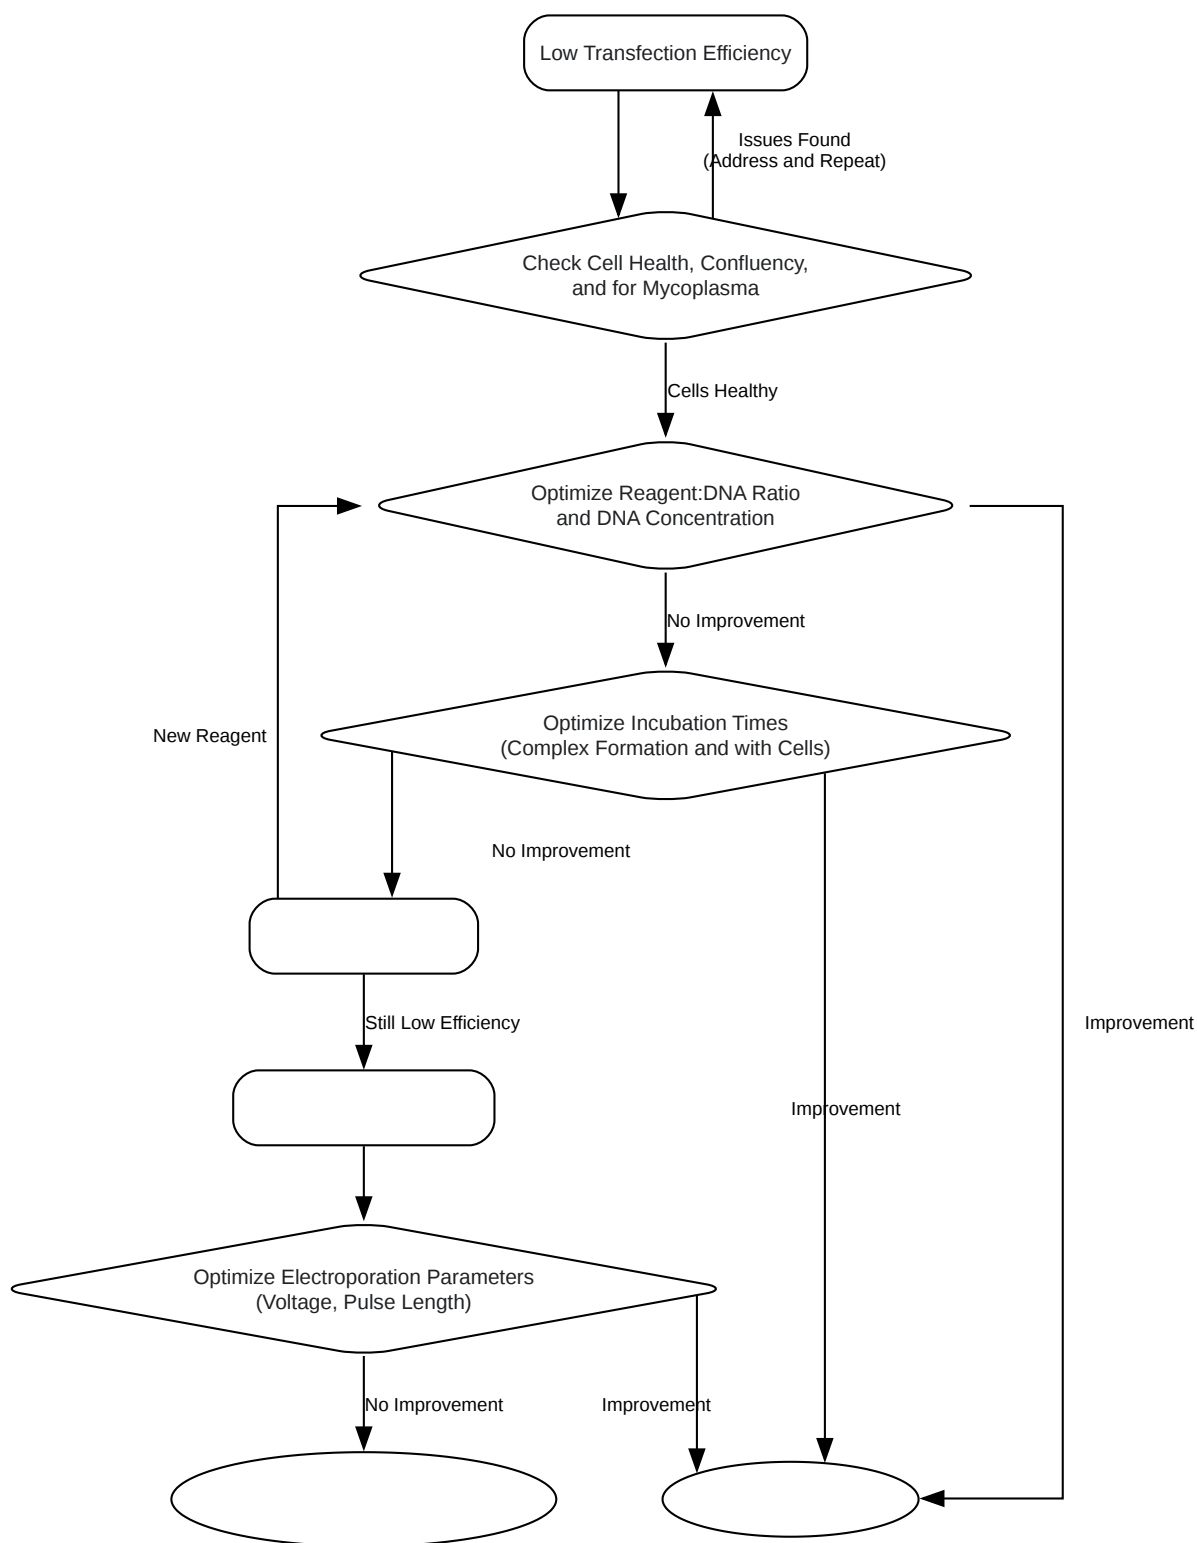 Low Transfection Efficiency
Issues Found
(Address and Repeat)
Check Cell Health, Confluency,
and for Mycoplasma
Cells Healthy
Optimize Reagent:DNA Ratio
and DNA Concentration
No Improvement
Optimize Incubation Times
(Complex Formation and with Cells)
New Reagent
No Improvement
Still Low Efficiency
Improvement
Improvement
Optimize Electroporation Parameters
(Voltage, Pulse Length)
No Improvement
Improvement